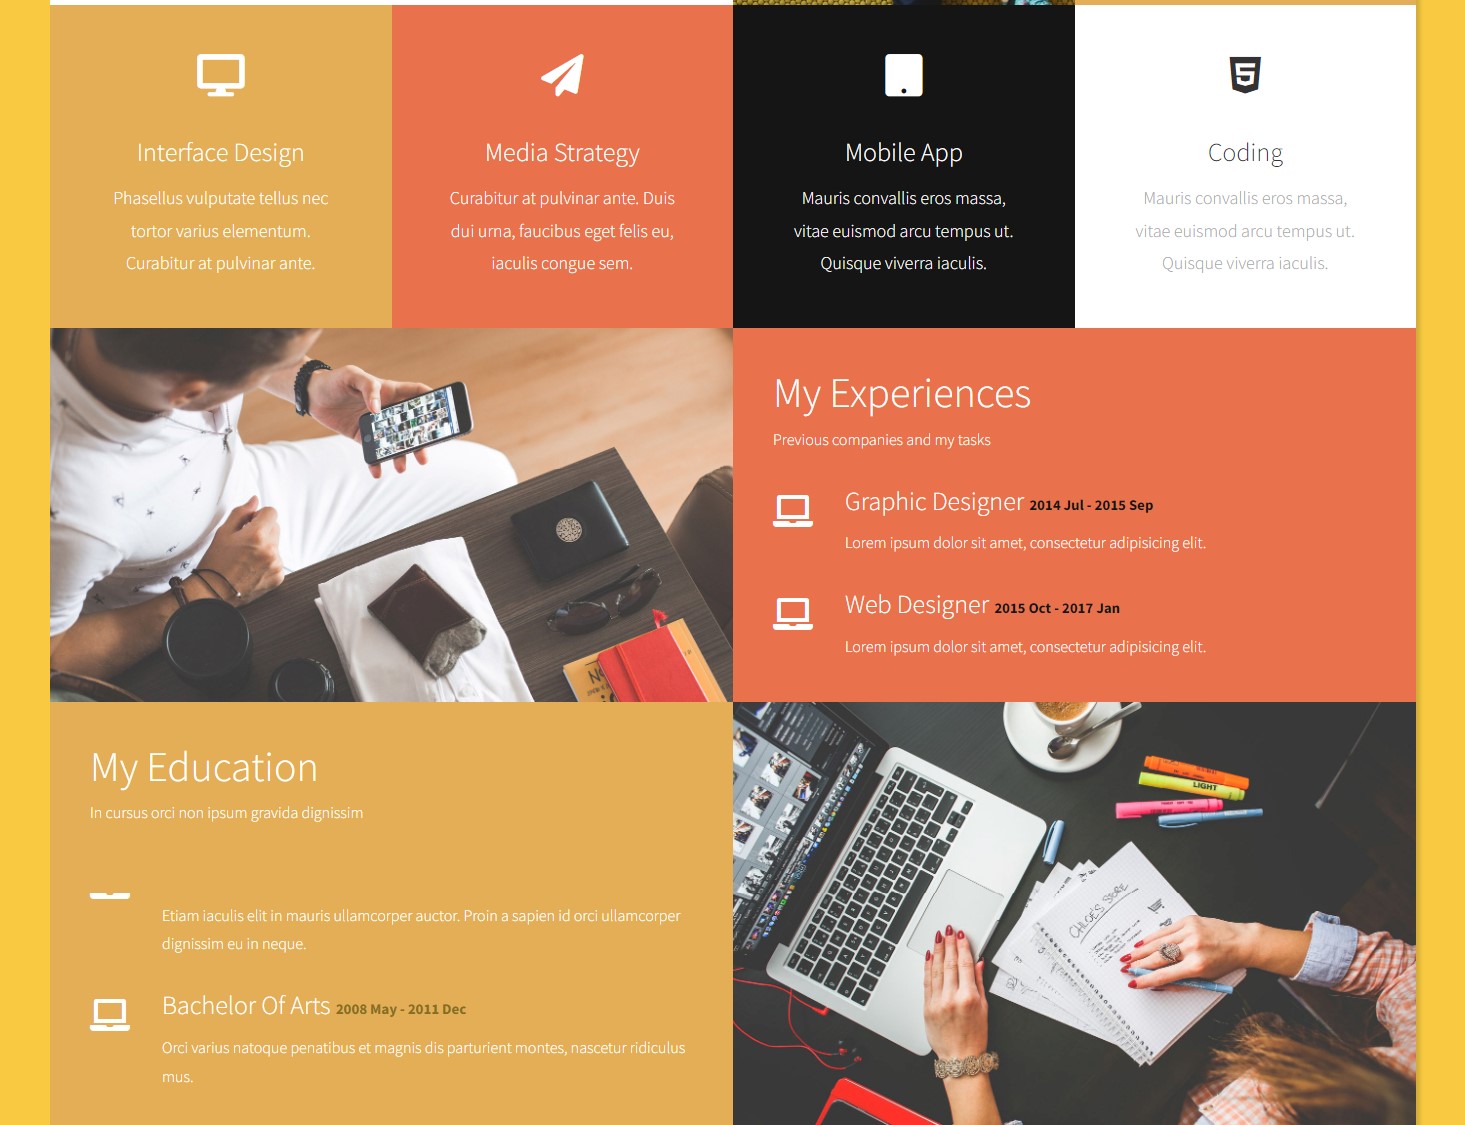 Interface Design
Phasellus vulputate tellus nec
tortor varius elementum.
Curabitur at pulvinar ante.
Media Strategy
Curabitur at pulvinar ante. Duis
dui urna, faucibus eget felis eu,
iaculis congue sem.
Mobile App
Mauris convallis eros massa,
vitae euismod arcu tempus ut.
Quisque viverra iaculis.
Coding
Mauris convallis eros massa,
vitae euismod arcu tempus ut.
Quisque viverra iaculis.
My Experiences
Previous companies and my tasks
Graphic Designer 2014 Jul - 2015 Sep
Lorem ipsum dolor sit amet, consectetur adipisicing elit.
Web Designer 2015 Oct - 2017 Jan
Lorem ipsum dolor sit amet, consectetur adipisicing elit.
My Education
In cursus orci non ipsum gravida dignissim
Etiam iaculis elit in mauris ullamcorper auctor. Proin a sapien id orci ullamcorper
dignissim eu in neque.
Bachelor Of Arts 2008 May - 2011 Dec
Orci varius natoque penatibus et magnis dis parturient montes, nascetur ridiculus
mus.
LIGHT
CHLOE'S STORE